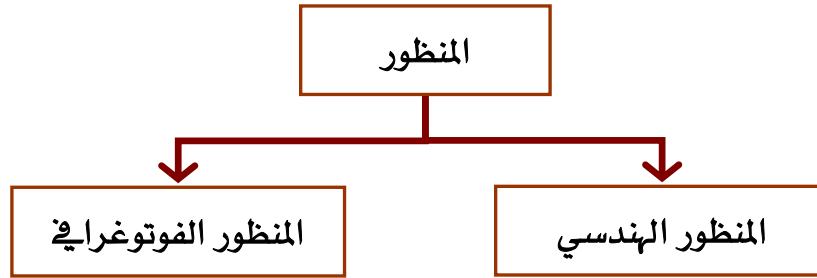 المنظور
المنظور الهندسي
المنظور الفوتوغرافي